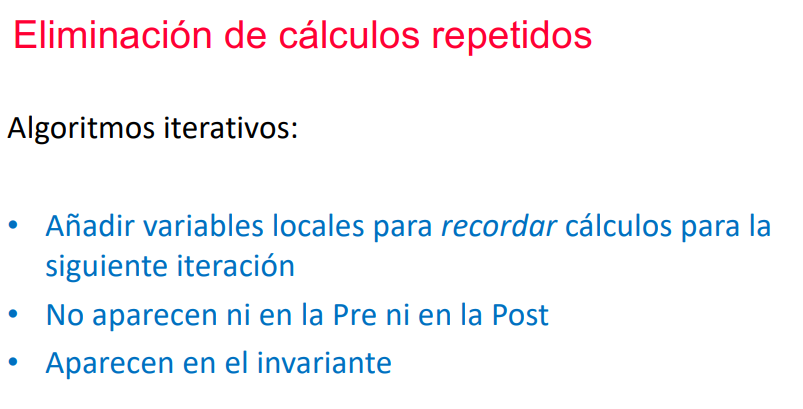 Eliminación de cálculos repetidos
Algoritmos iterativos:
• Añadir variables locales para recordar cálculos para la
siguiente iteración
• No aparecen ni en la Pre ni en la Post
• Aparecen en el invariante